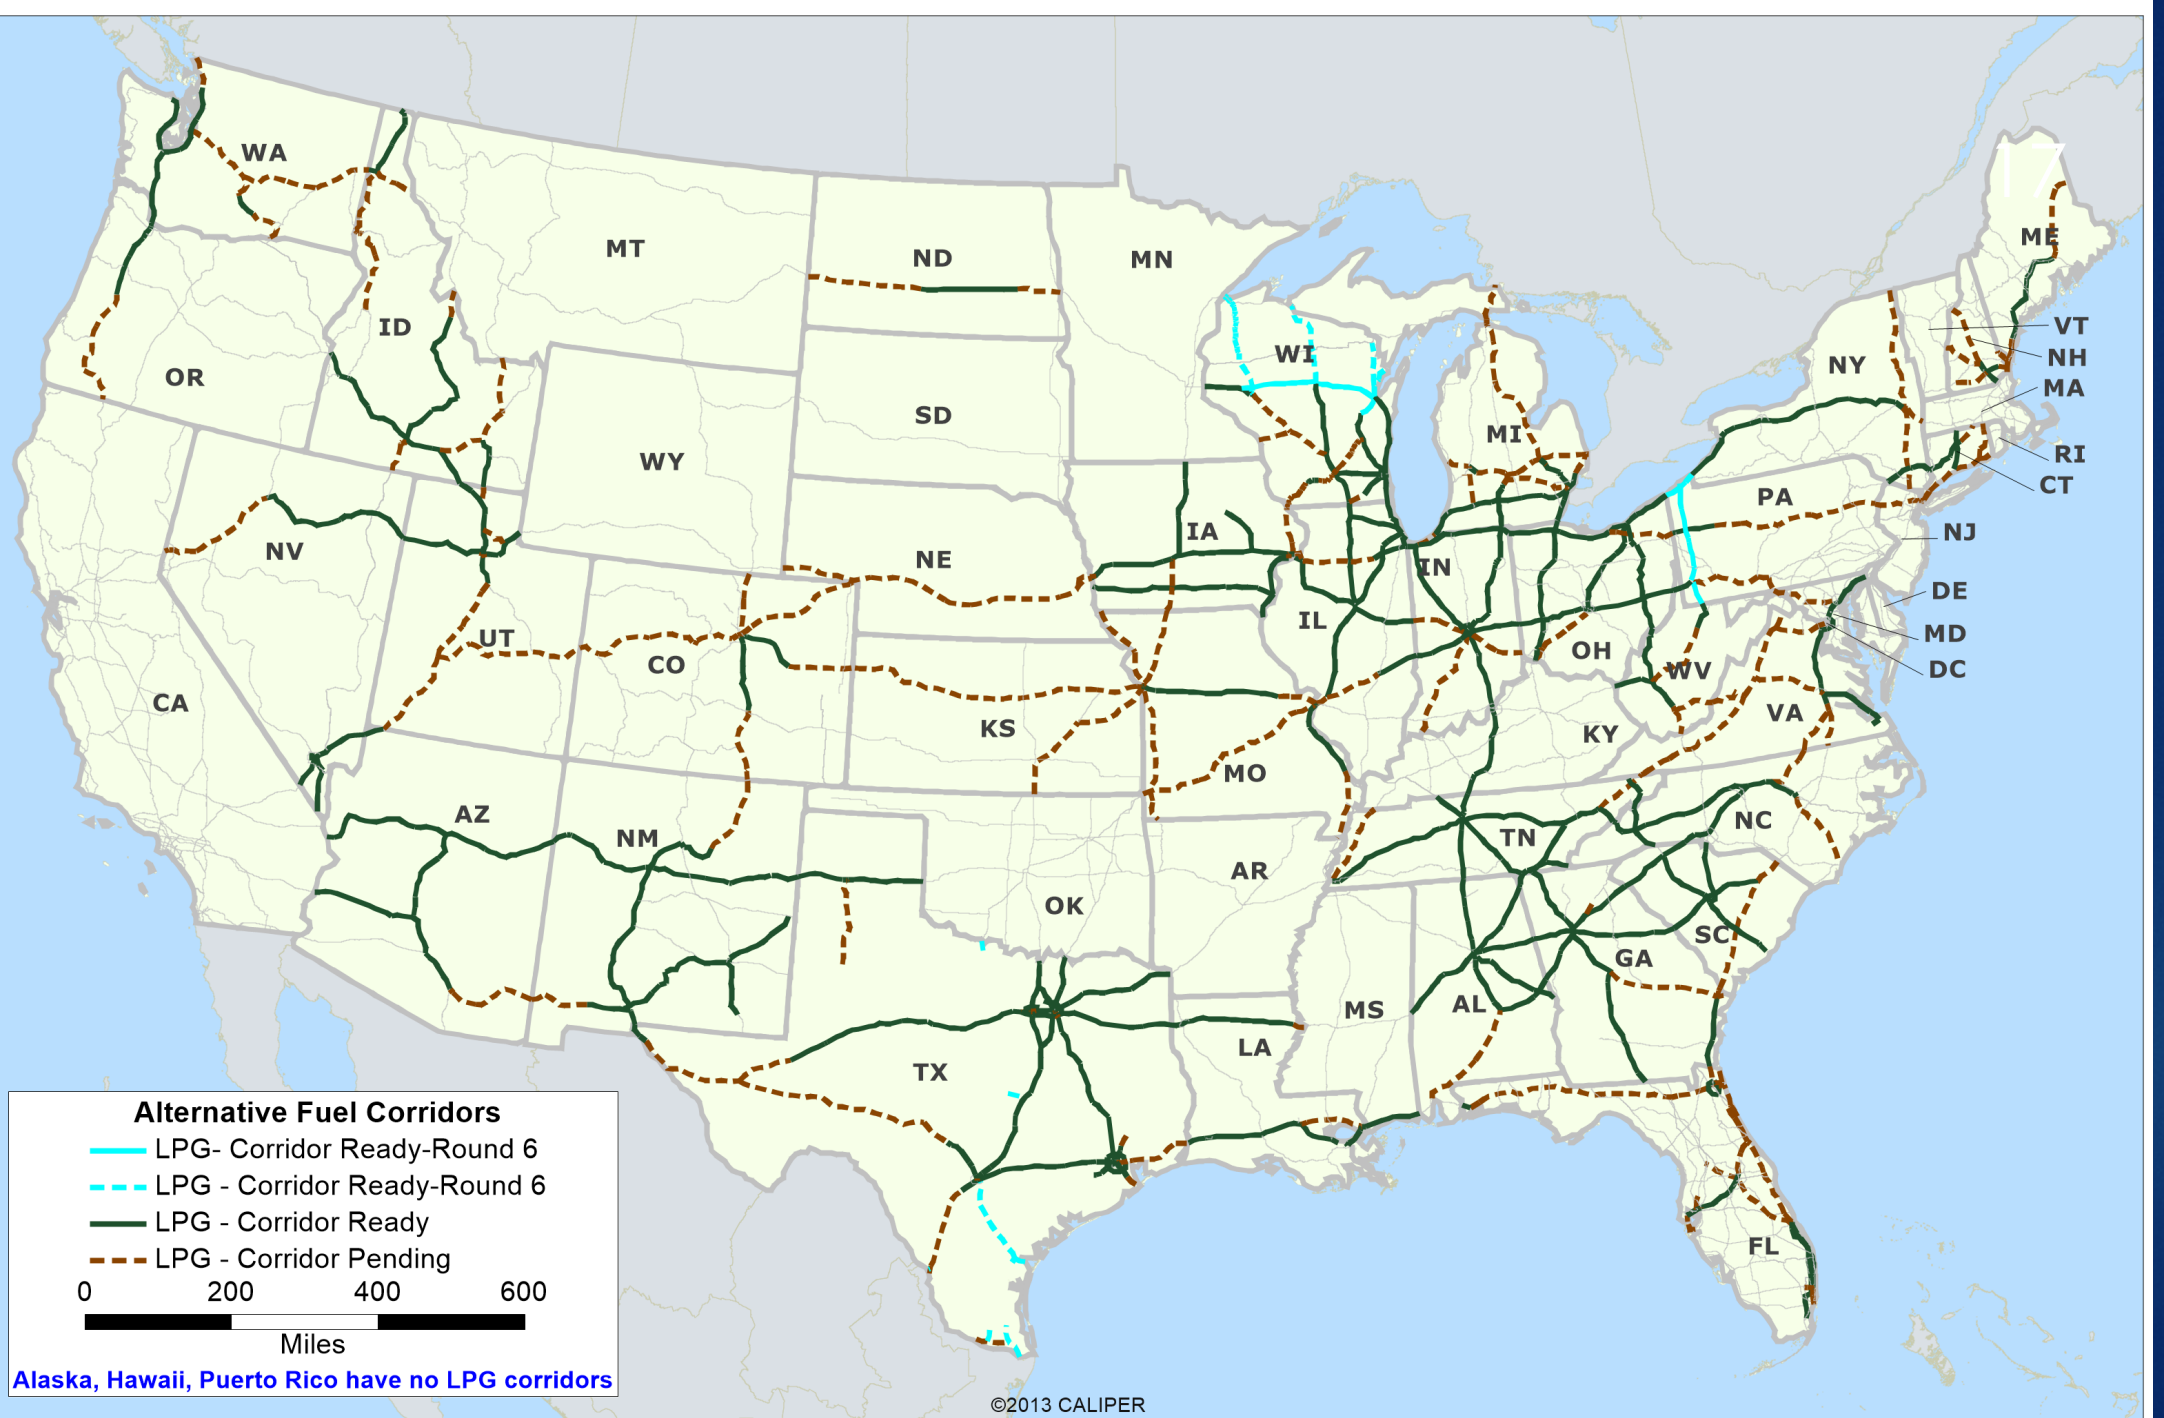 17
WA
MT
ND
MN
ME
VT
NH
MA
RI
CT
NJ
DE
MD
DC
OR
ID
WI
NY
SD
WY
MI
PA
NV
UT
NE
IA
IN
IL
OH
WV
CA
CO
KS
MO
KY
VA
AZ
NM
TN
NC
OK
AR
SC
GA
MS
AL
TX
LA
FL
Alternative Fuel Corridors
LPG- Corridor Ready-Round 6
LPG - Corridor Ready-Round 6
LPG - Corridor Ready
LPG - Corridor Pending
0 200 400 600
Miles
Alaska, Hawaii, Puerto Rico have no LPG corridors
©2013 CALIPER